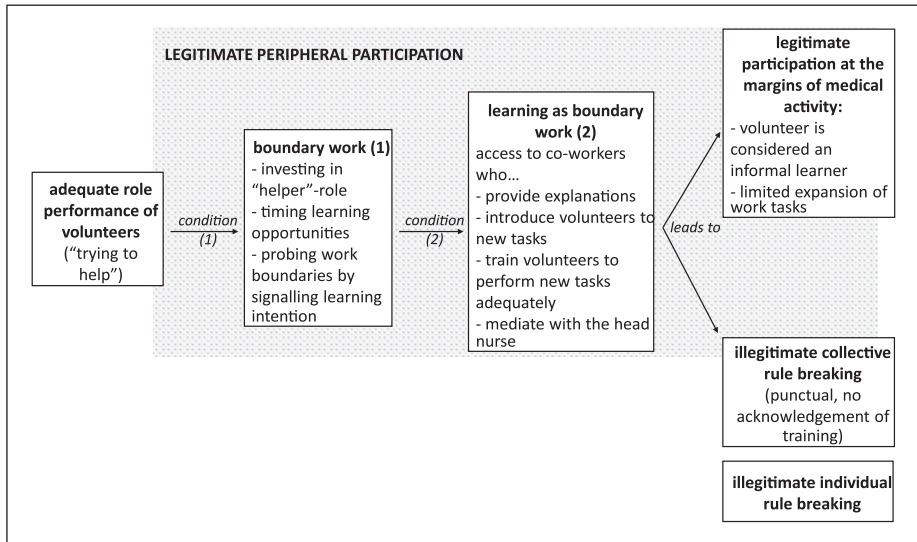 LEGITIMATE PERIPHERAL PARTICIPATION
adequate role
performance of
volunteers
(“trying to
help”)
condition
(1)
boundary work (1)
- investing in
“helper”-role
- timing learning
opportunities
- probing work
boundaries by
signalling learning
intention
condition
(2)
learning as boundary
work (2)
access to co-workers
who...
- provide explanations
- introduce volunteers to
new tasks
- train volunteers to
perform new tasks
adequately
- mediate with the head
nurse
leads to
legitimate
participation at the
margins of medical
activity:
- volunteer is
considered an
informal learner
- limited expansion of
work tasks
illegitimate collective
rule breaking
(punctual, no
acknowledgement of
training)
illegitimate individual
rule breaking